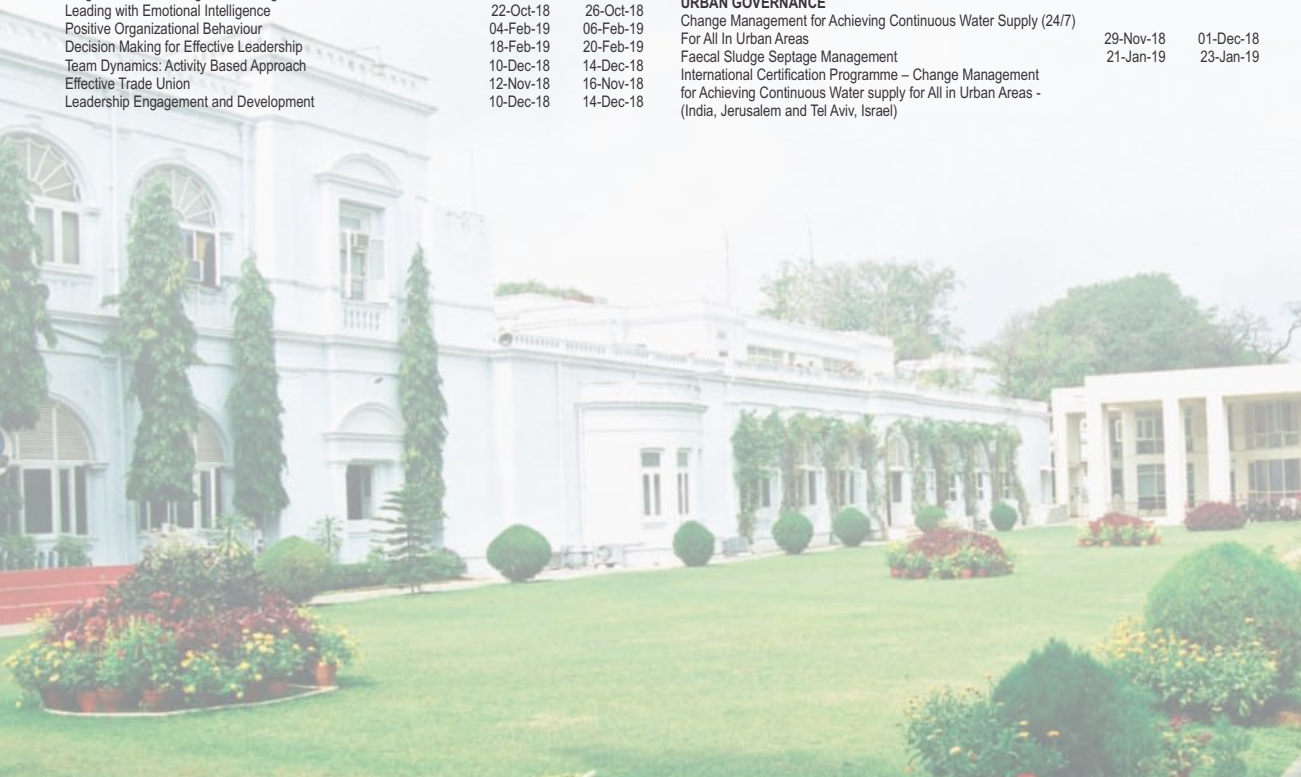 Leading with Emotional Intelligence 22-Oct-18 26-Oct-18
Positive Organizational Behaviour 04-Feb-19 06-Feb-19
Decision Making for Effective Leadership 18-Feb-19 20-Feb-19
Team Dynamics: Activity Based Approach 10-Dec-18 14-Dec-18
Effective Trade Union 12-Nov-18 16-Nov-18
Leadership Engagement and Development 10-Dec-18 14-Dec-18
URBAN GOVERNANCE
Change Management for Achieving Continuous Water Supply (24/7)
For All In Urban Areas 29-Nov-18 01-Dec-18
Faecal Sludge Septage Management 21-Jan-19 23-Jan-19
International Certification Programme – Change Management
for Achieving Continuous Water supply for All in Urban Areas -
(India, Jerusalem and Tel Aviv, Israel)